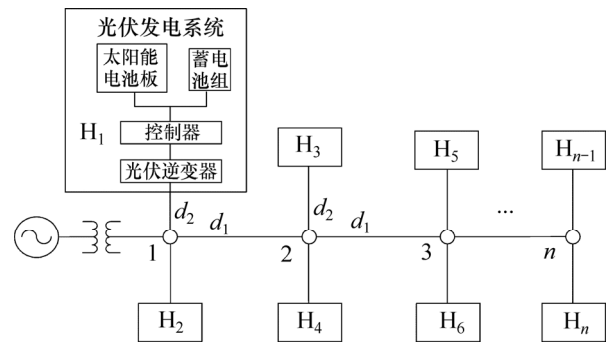 光伏发电系统
太阳能
电池板
蓄电
池组
H₁
控制器
光伏逆变器
H₃
H₅
Hₙ₋₁
d₂
d₁
d₂
d₁
...
1
2
3
n
H₂
H₄
H₆
Hₙ